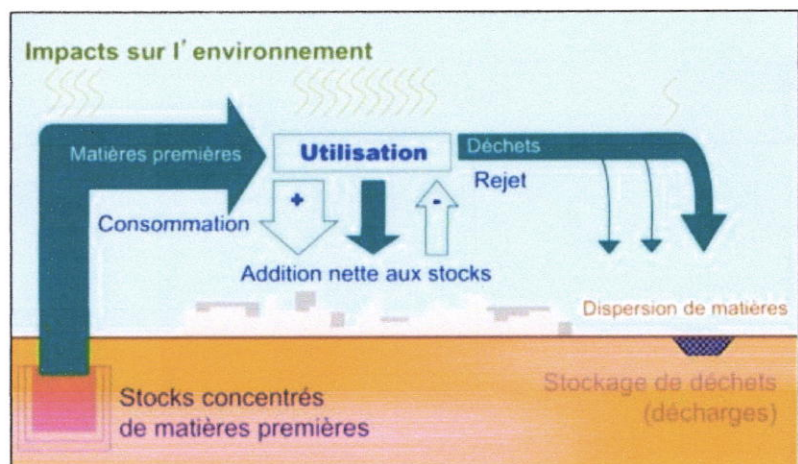 Impacts sur l'environnement
Matières premières
Utilisation
Déchets
Rejet
Consommation
+
-
Addition nette aux stocks
Dispersion de matières
Stocks concentrés
de matières premières
Stockage de déchets
(décharges)